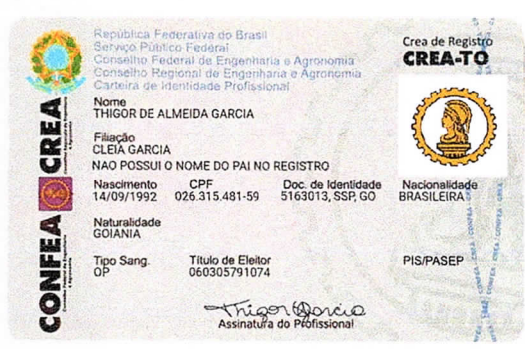 República Federativa do Brasil
Serviço Público Federal
Conselho Federal de Engenharia e Agronomia
Conselho Regional de Engenharia e Agronomia
Carteira de Identidade Profissional
Crea de Registro
CREA-TO
CONFEA CREA
Nome
THIGOR DE ALMEIDA GARCIA
Filiação
CLEIA GARCIA
NAO POSSUI O NOME DO PAI NO REGISTRO
Nascimento CPF Doc. de Identidade Nacionalidade
14/09/1992 026.315.481-59 5163013, SSP, GO BRASILEIRA
Naturalidade
GOIANIA
Tipo Sang. Título de Eleitor PIS/PASEP
OP 060305791074
Thigor Garcia
Assinatura do Profissional